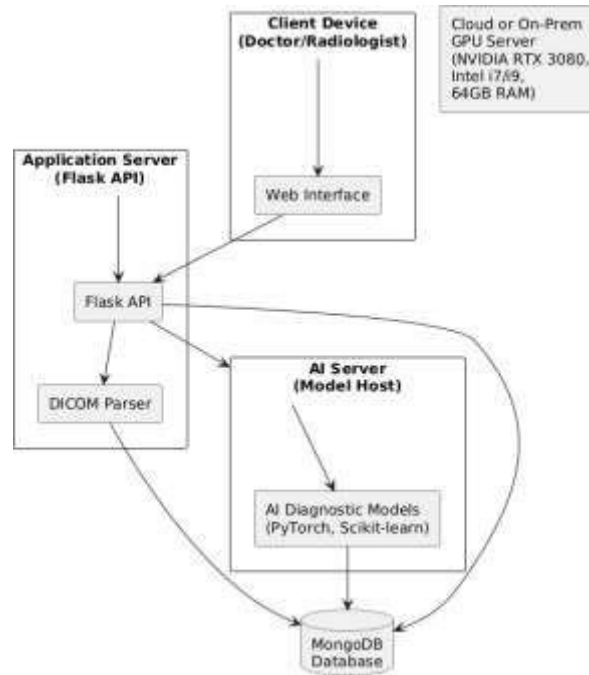 Client Device
(Doctor/Radiologist)
Cloud or On-Prem
GPU Server
(NVIDIA RTX 3080,
Intel i7/i9,
64GB RAM)
Application Server
(Flask API)
Web Interface
Flask API
AI Server
(Model Host)
DICOM Parser
AI Diagnostic Models
(PyTorch, Scikit-learn)
MongoDB
Database